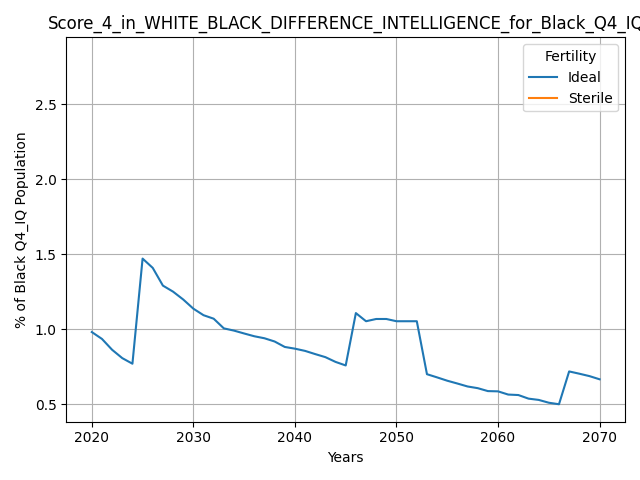 Score_4_in_WHITE_BLACK_DIFFERENCE_INTELLIGENCE_for_Black_Q4_IQ
Fertility
Ideal
Sterile
% of Black Q4_IQ Population
2.5
2.0
1.5
1.0
0.5
2020 2030 2040 2050 2060 2070
Years